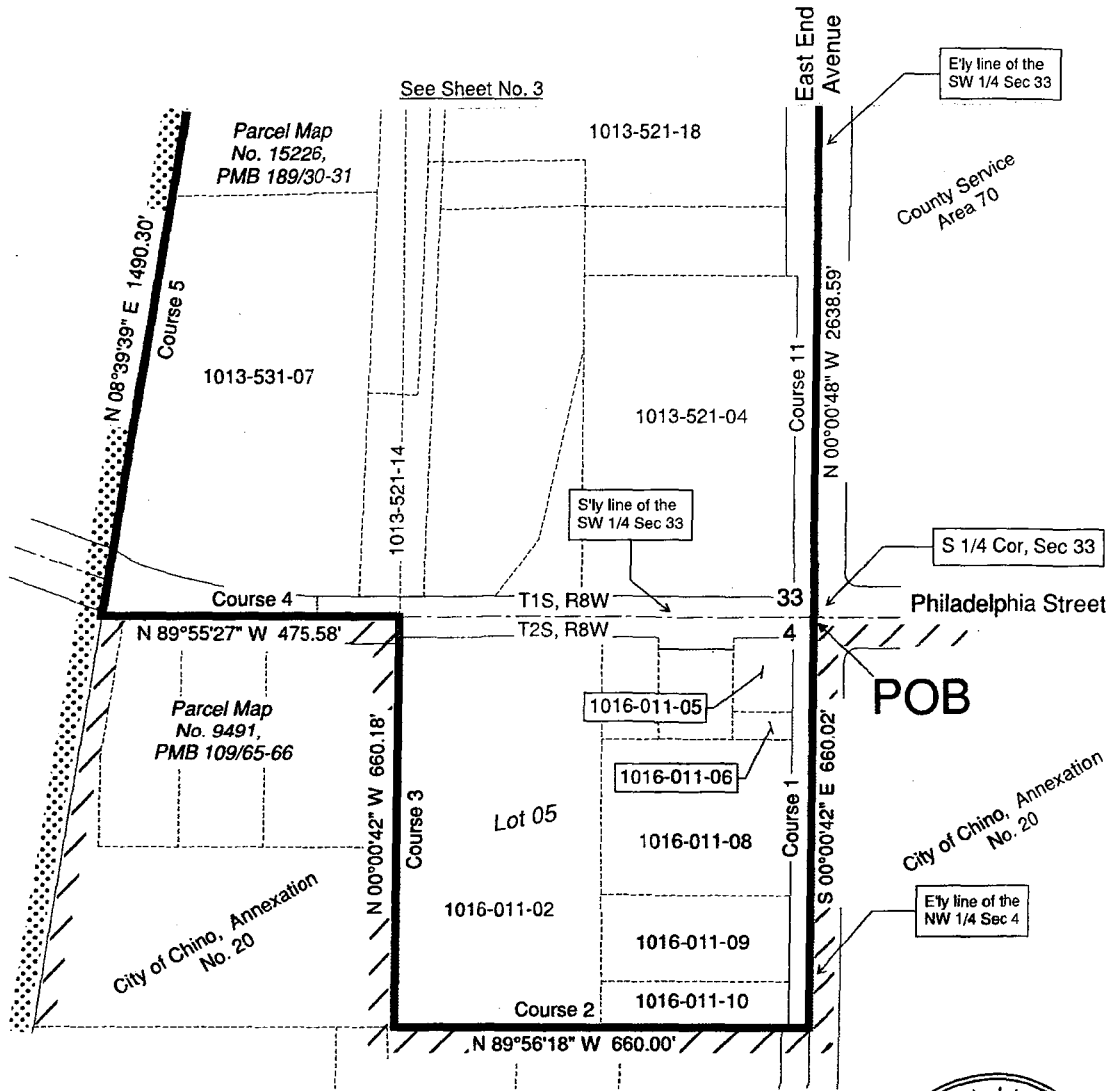 East End
Avenue
E'ly line of the
SW 1/4 Sec 33
See Sheet No. 3
Parcel Map
No. 15226,
PMB 189/30-31
1013-521-18
County Service
Area 70
N 08°39'39" E 1490.30'
Course 5
1013-531-07
1013-521-14
1013-521-04
Course 11
N 00°00'48" W 2638.59'
S'ly line of the
SW 1/4 Sec 33
S 1/4 Cor, Sec 33
Course 4
T1S, R8W
33
Philadelphia Street
N 89°55'27" W 475.58'
T2S, R8W
4
POB
1016-011-05
Parcel Map
No. 9491,
PMB 109/65-66
1016-011-06
N 00°00'42" W 660.18'
Course 3
Lot 05
1016-011-08
Course 1
S 00°00'42" E 660.02'
City of Chino, Annexation
No. 20
E'ly line of the
NW 1/4 Sec 4
1016-011-02
1016-011-09
City of Chino, Annexation
No. 20
1016-011-10
Course 2
N 89°56'18" W 660.00'